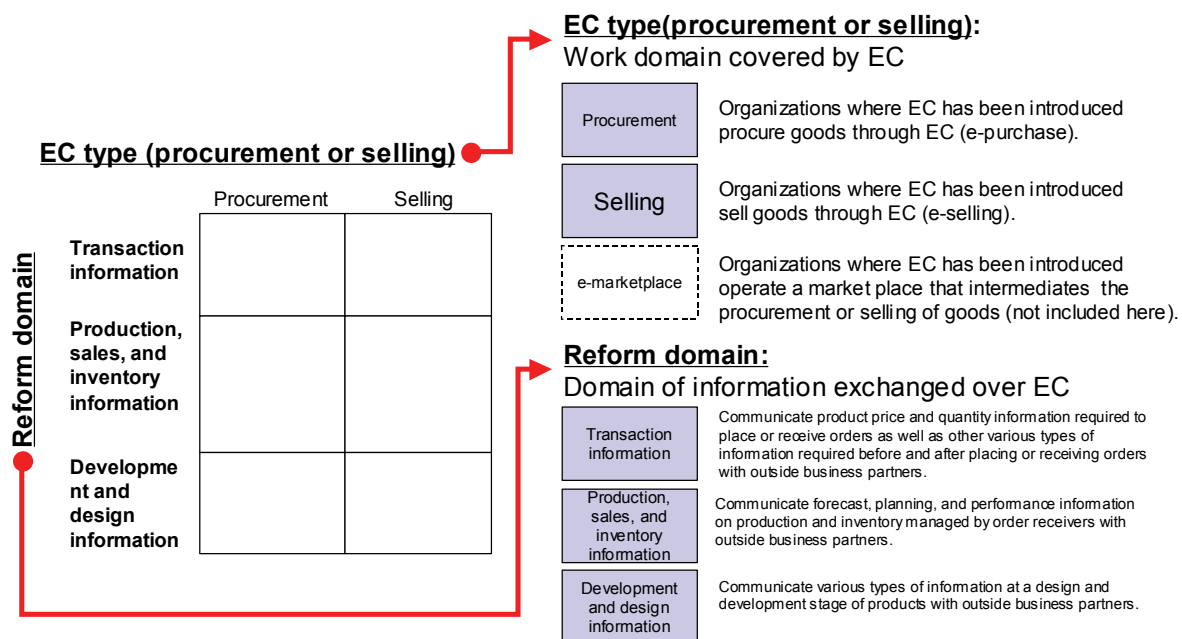 EC type (procurement or selling)
Procurement
Selling
Reform domain
Transaction
information
Production,
sales, and
inventory
information
Developme
nt and
design
information
EC type(procurement or selling):
Work domain covered by EC
Procurement
Organizations where EC has been introduced
procure goods through EC (e-purchase).
Selling
Organizations where EC has been introduced
sell goods through EC (e-selling).
e-marketplace
Organizations where EC has been introduced
operate a market place that intermediates the
procurement or selling of goods (not included here).
Reform domain:
Domain of information exchanged over EC
Transaction
information
Communicate product price and quantity information required to
place or receive orders as well as other various types of
information required before and after placing or receiving orders
with outside business partners.
Production,
sales, and
inventory
information
Communicate forecast, planning, and performance information
on production and inventory managed by order receivers with
outside business partners.
Development
and design
information
Communicate various types of information at a design and
development stage of products with outside business partners.